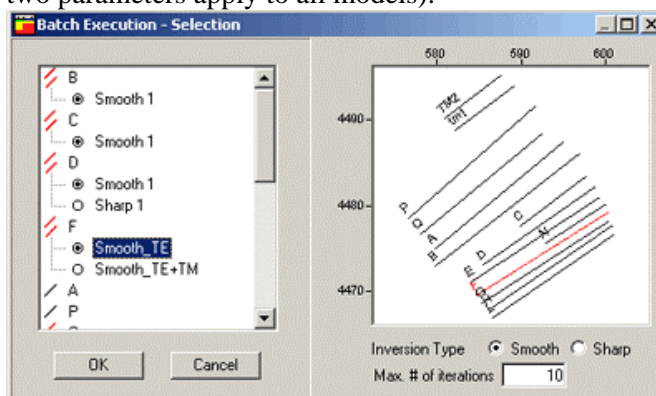 two parameters apply to all models).
Batch Execution - Selection
B
Smooth 1
C
Smooth 1
D
Smooth 1
Sharp 1
F
Smooth_TE
Smooth_TE+TM
A
P
OK
Cancel
580 590 600
4490
4480
4470
TM2
tm1
P
Q
A
B
C
N
D
E
Inversion Type Smooth Sharp
Max. # of iterations 10